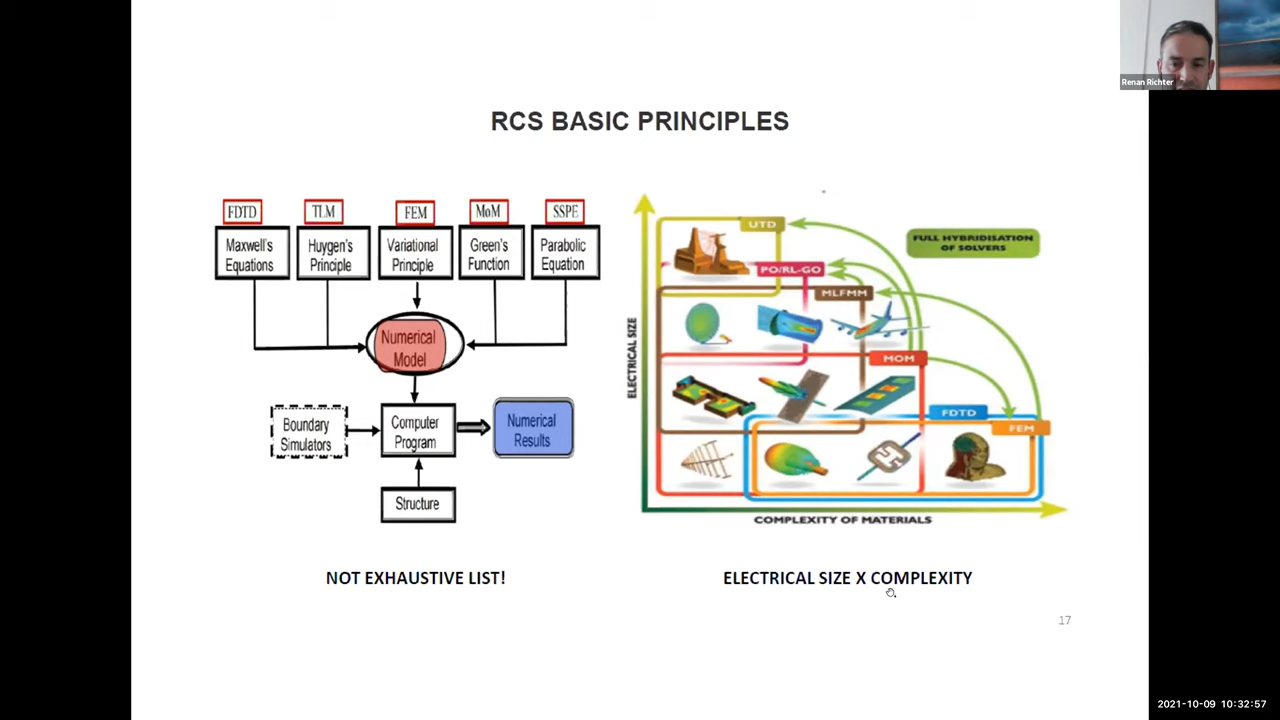 Renan Richter
RCS BASIC PRINCIPLES
FDTD
TLM
FEM
MoM
SSPE
Maxwell's
Equations
Huygen's
Principle
Variational
Principle
Green's
Function
Parabolic
Equation
Numerical
Model
Boundary
Simulators
Computer
Program
Numerical
Results
Structure
NOT EXHAUSTIVE LIST!
ELECTRICAL SIZE
UTD
FULL HYBRIDISATION
OF SOLVERS
PO/RL-GO
MLFMM
MOM
FDTD
FEM
COMPLEXITY OF MATERIALS
ELECTRICAL SIZE X COMPLEXITY
17
2021-10-09 10:32:57